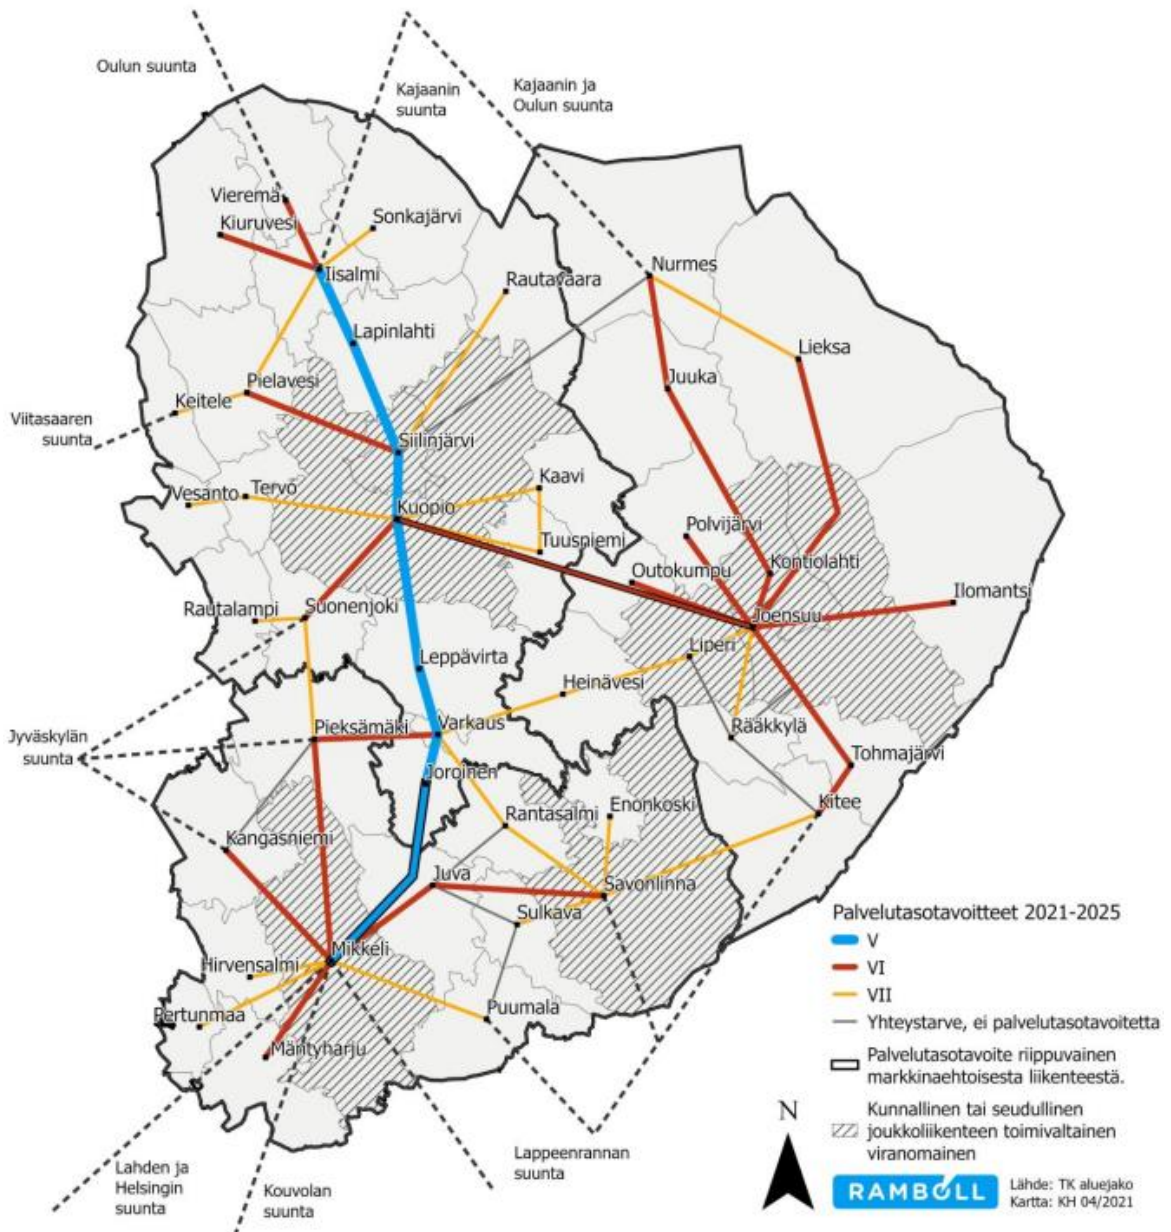 Oulun suunta
Kajaanin
suunta
Kajaanin ja
Oulun suunta
Vieremä
Kiuruvesi
Sonkajärvi
Iisalmi
Rautavaara
Nurmes
Lapinlahti
Lieksa
Juuka
Pielavesi
Keitele
Viitasaaren
suunta
Siilinjärvi
Kaavi
Vesanto
Tervo
Kuopio
Tuusniemi
Polvijärvi
Kontiolahti
Outokumpu
Ilomantsi
Joensuu
Rautalampi
Suonenjoki
Liperi
Leppävirta
Heinävesi
Rääkkylä
Jyväskylän
suunta
Pieksämäki
Varkaus
Tohmajärvi
Joroinen
Kitee
Rantasalmi
Enonkoski
Kangasniemi
Juva
Savonlinna
Sulkava
Mikkeli
Hirvensalmi
Puumala
Pertunmaa
Mäntyharju
Lahden ja
Helsingin
suunta
Kouvolan
suunta
Lappeenrannan
suunta
Palvelutasotavoitteet 2021-2025
V
VI
VII
Yhteystarve, ei palvelutasotavoitetta
Palvelutasotavoite riippuvainen
markkinaehtoisesta liikenteestä.
Kunnallinen tai seudullinen
joukkoliikenteen toimivaltainen
viranomainen
N
RAMBOLL
Lähde: TK aluejako
Kartta: KH 04/2021